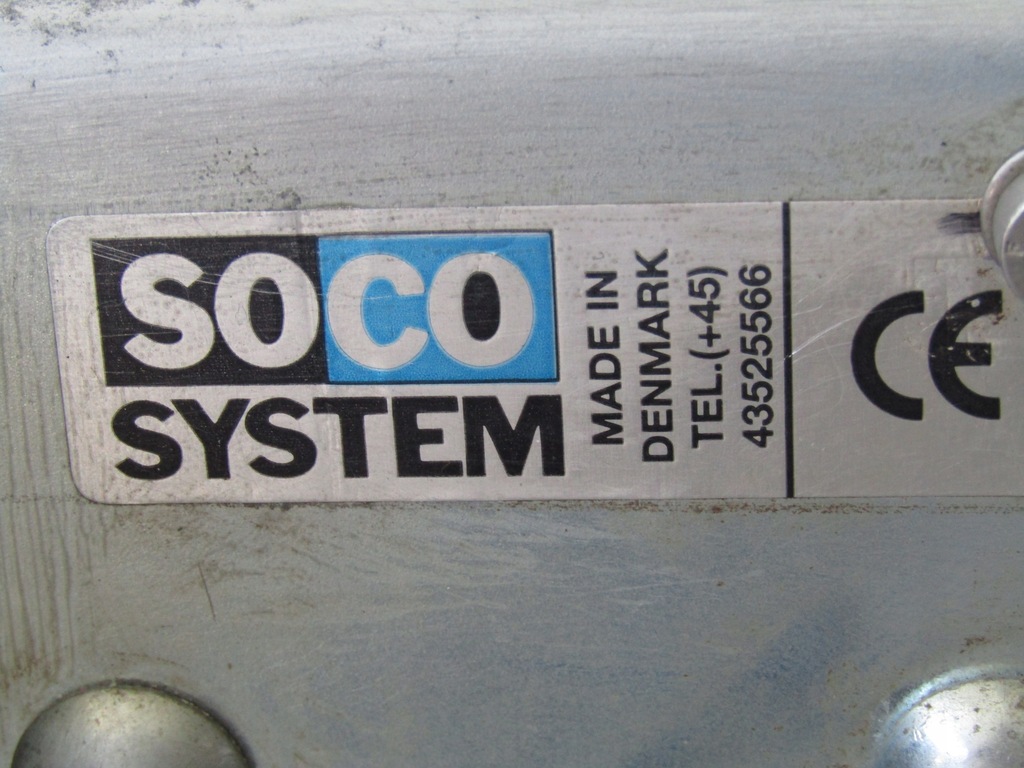 SOCO
SYSTEM
MADE IN
DENMARK
TEL.(+45)
43525566
CE